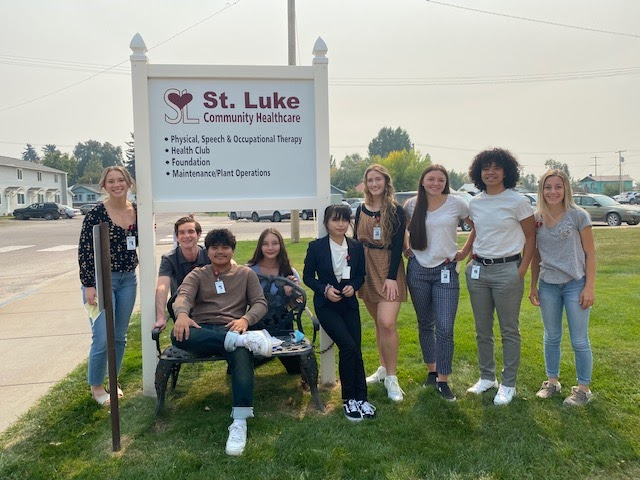 SL St. Luke
Community Healthcare
• Physical, Speech & Occupational Therapy
• Health Club
• Foundation
• Maintenance/Plant Operations